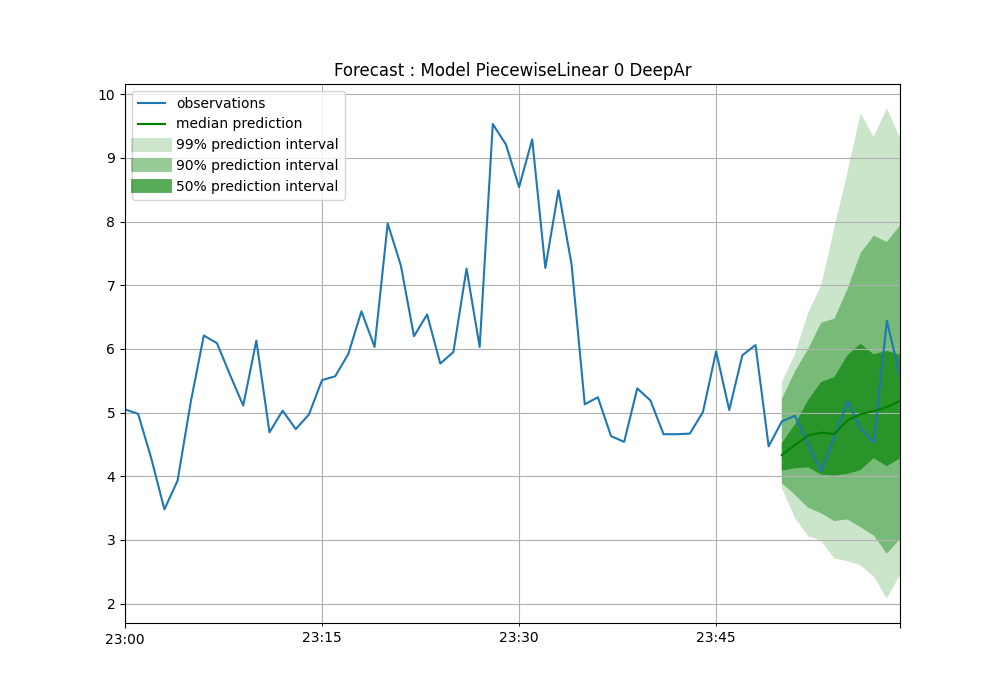 Forecast : Model PiecewiseLinear 0 DeepAr
10
9
8
7
6
5
4
3
2
observations
median prediction
99% prediction interval
90% prediction interval
50% prediction interval
23:00
23:15
23:30
23:45